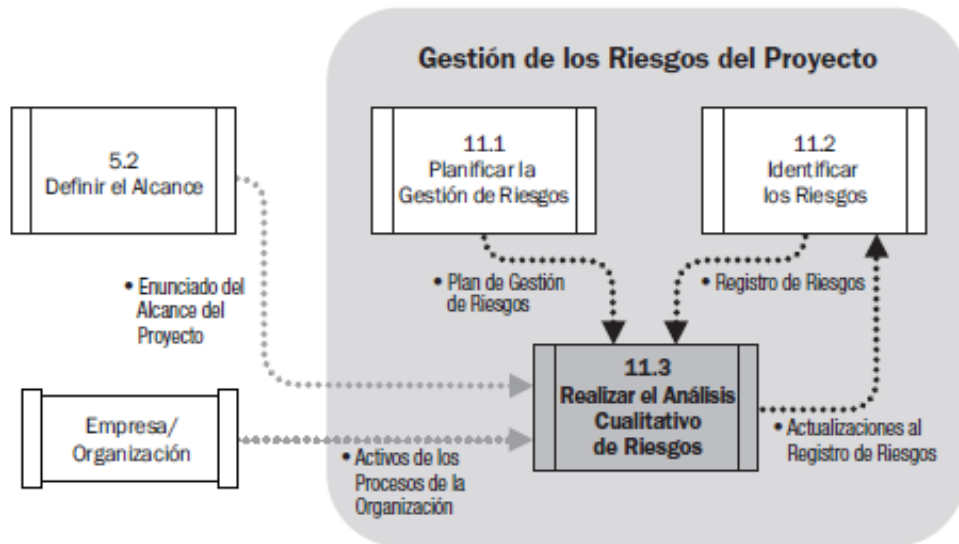 Gestión de los Riesgos del Proyecto
5.2
Definir el Alcance
11.1
Planificar la
Gestión de Riesgos
11.2
Identificar
los Riesgos
• Enunciado del
Alcance del
Proyecto
• Plan de Gestión
de Riesgos
• Registro de Riesgos
11.3
Realizar el Análisis
Cualitativo
de Riesgos
Empresa/
Organización
• Activos de los
Procesos de la
Organización
• Actualizaciones al
Registro de Riesgos